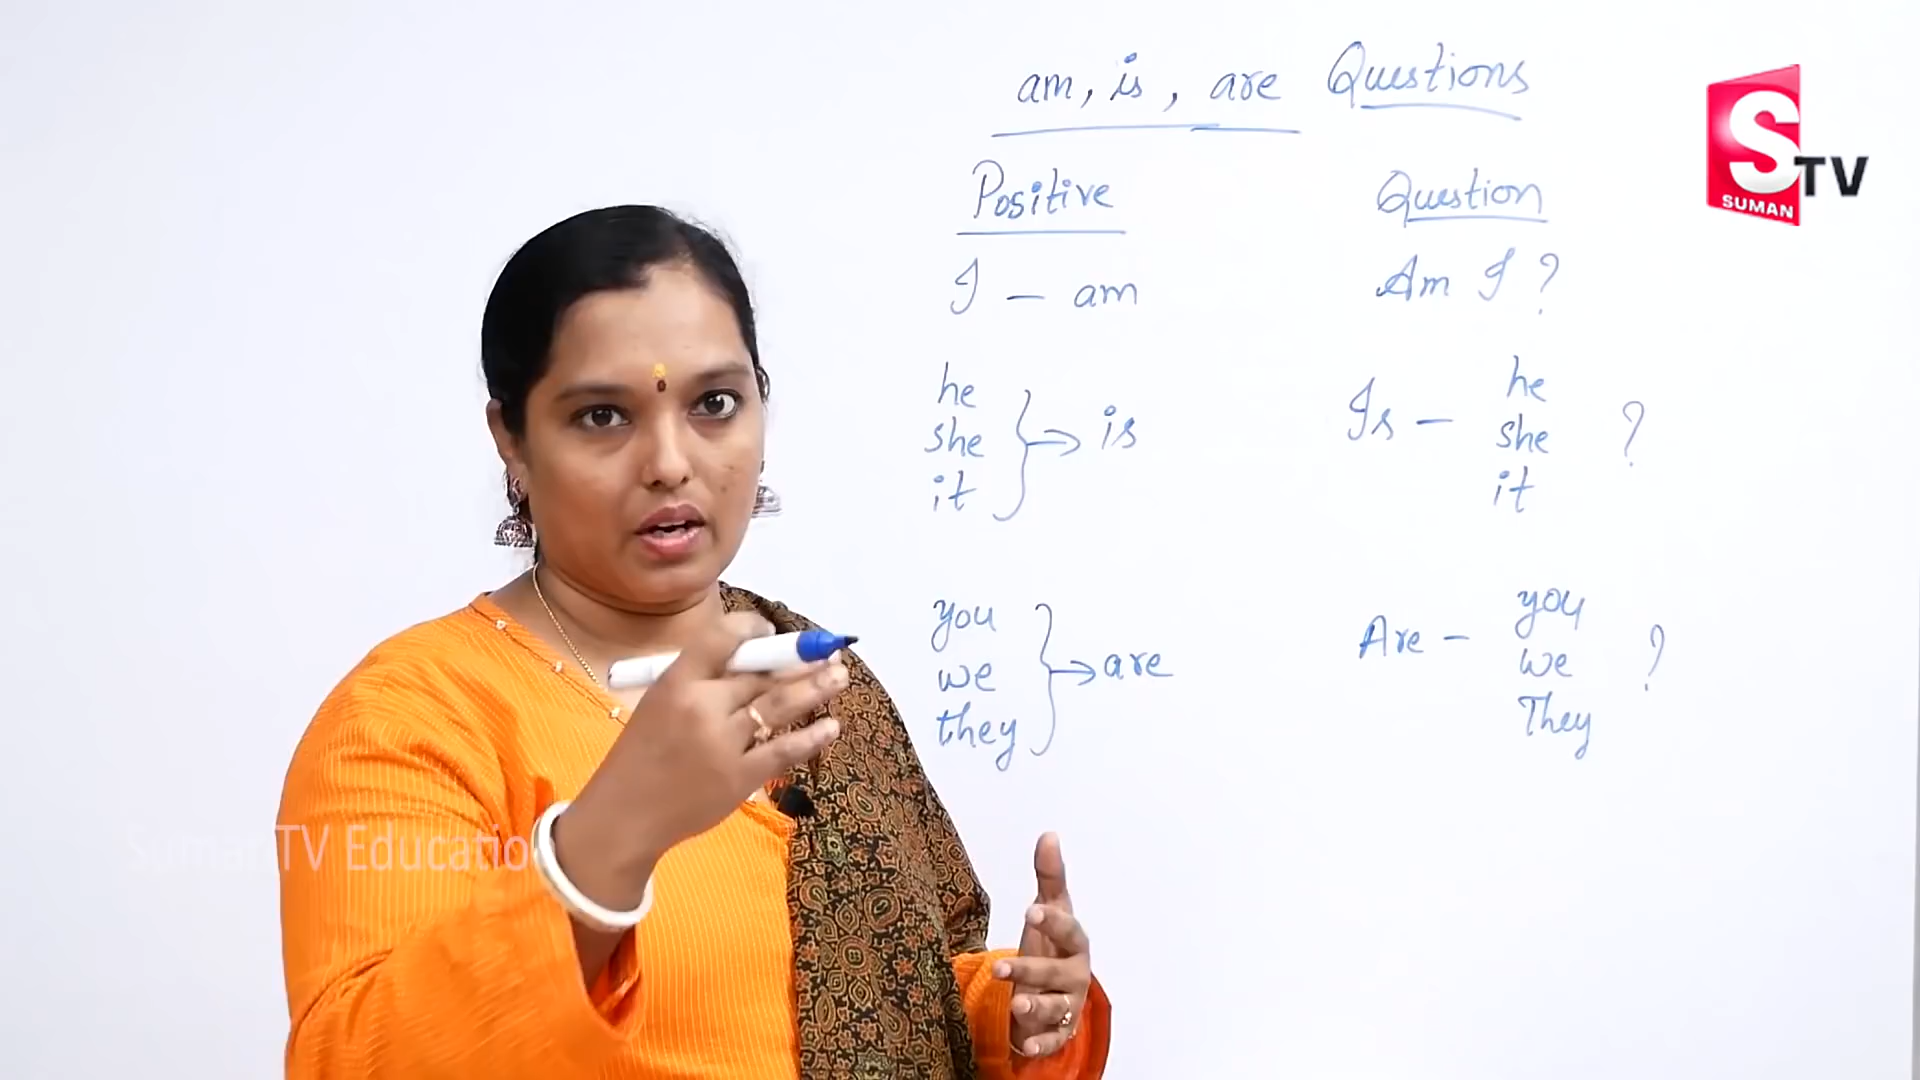 am, is, are Questions
Positive Question
I - am Am I ?
he
she
it
is
Is - he
she
it
?
you
we
they
are
Are - you
we
They
?
S TV
SUMAN
SumanTV Education